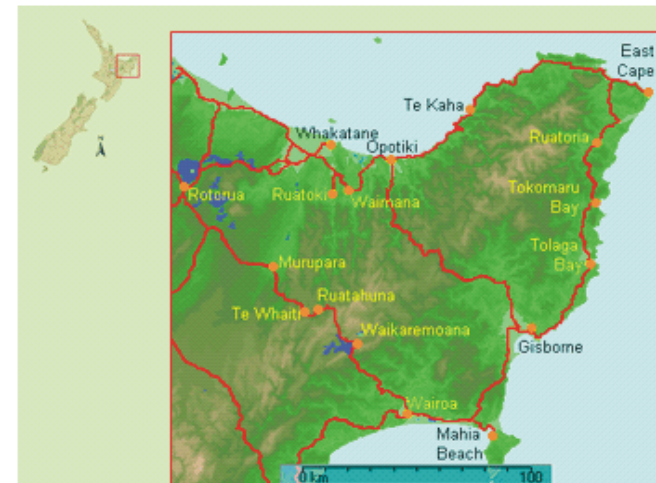 N
East
Cape
Te Kaha
Whakatane
Opotiki
Ruatoria
Rotorua
Ruatoki
Waimana
Tokomaru
Bay
Tolaga
Bay
Murupara
Te Whaiti
Ruatahuna
Waikaremoana
Gisborne
Wairoa
Mahia
Beach
0 km
100